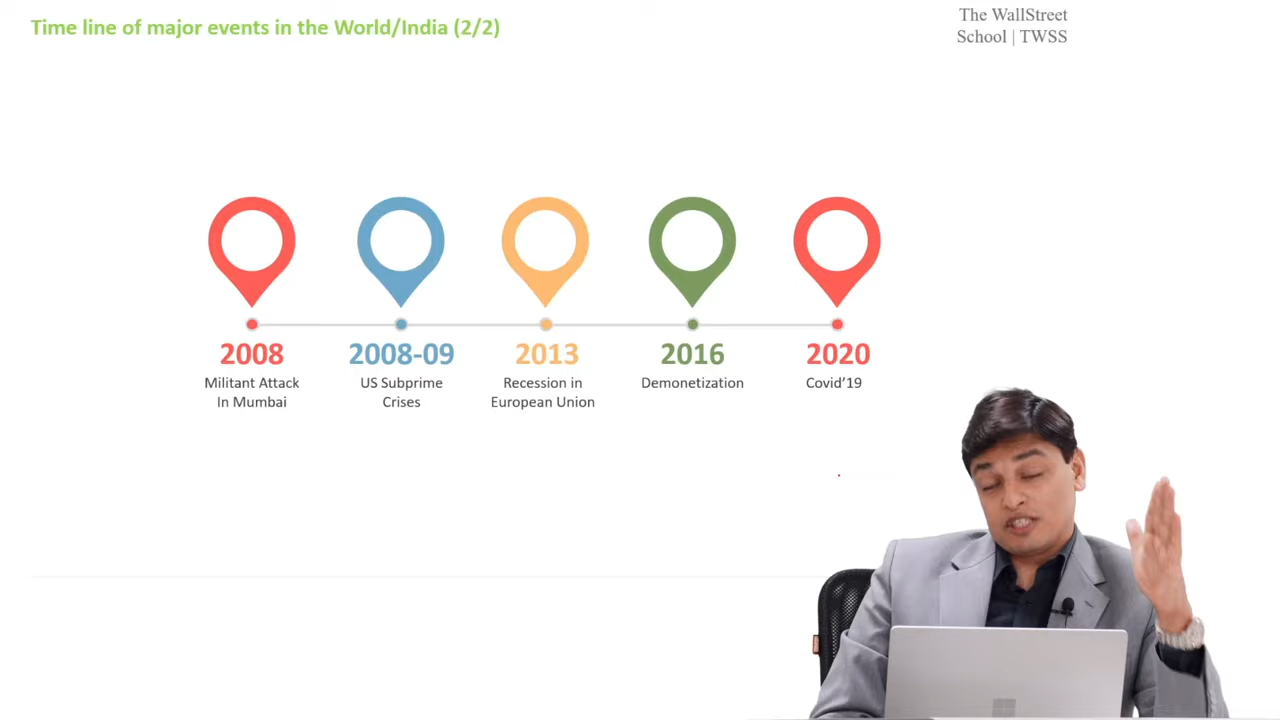 Time line of major events in the World/India (2/2)
The WallStreet
School | TWSS
2008
Militant Attack
In Mumbai
2008-09
US Subprime
Crises
2013
Recession in
European Union
2016
Demonetization
2020
Covid'19